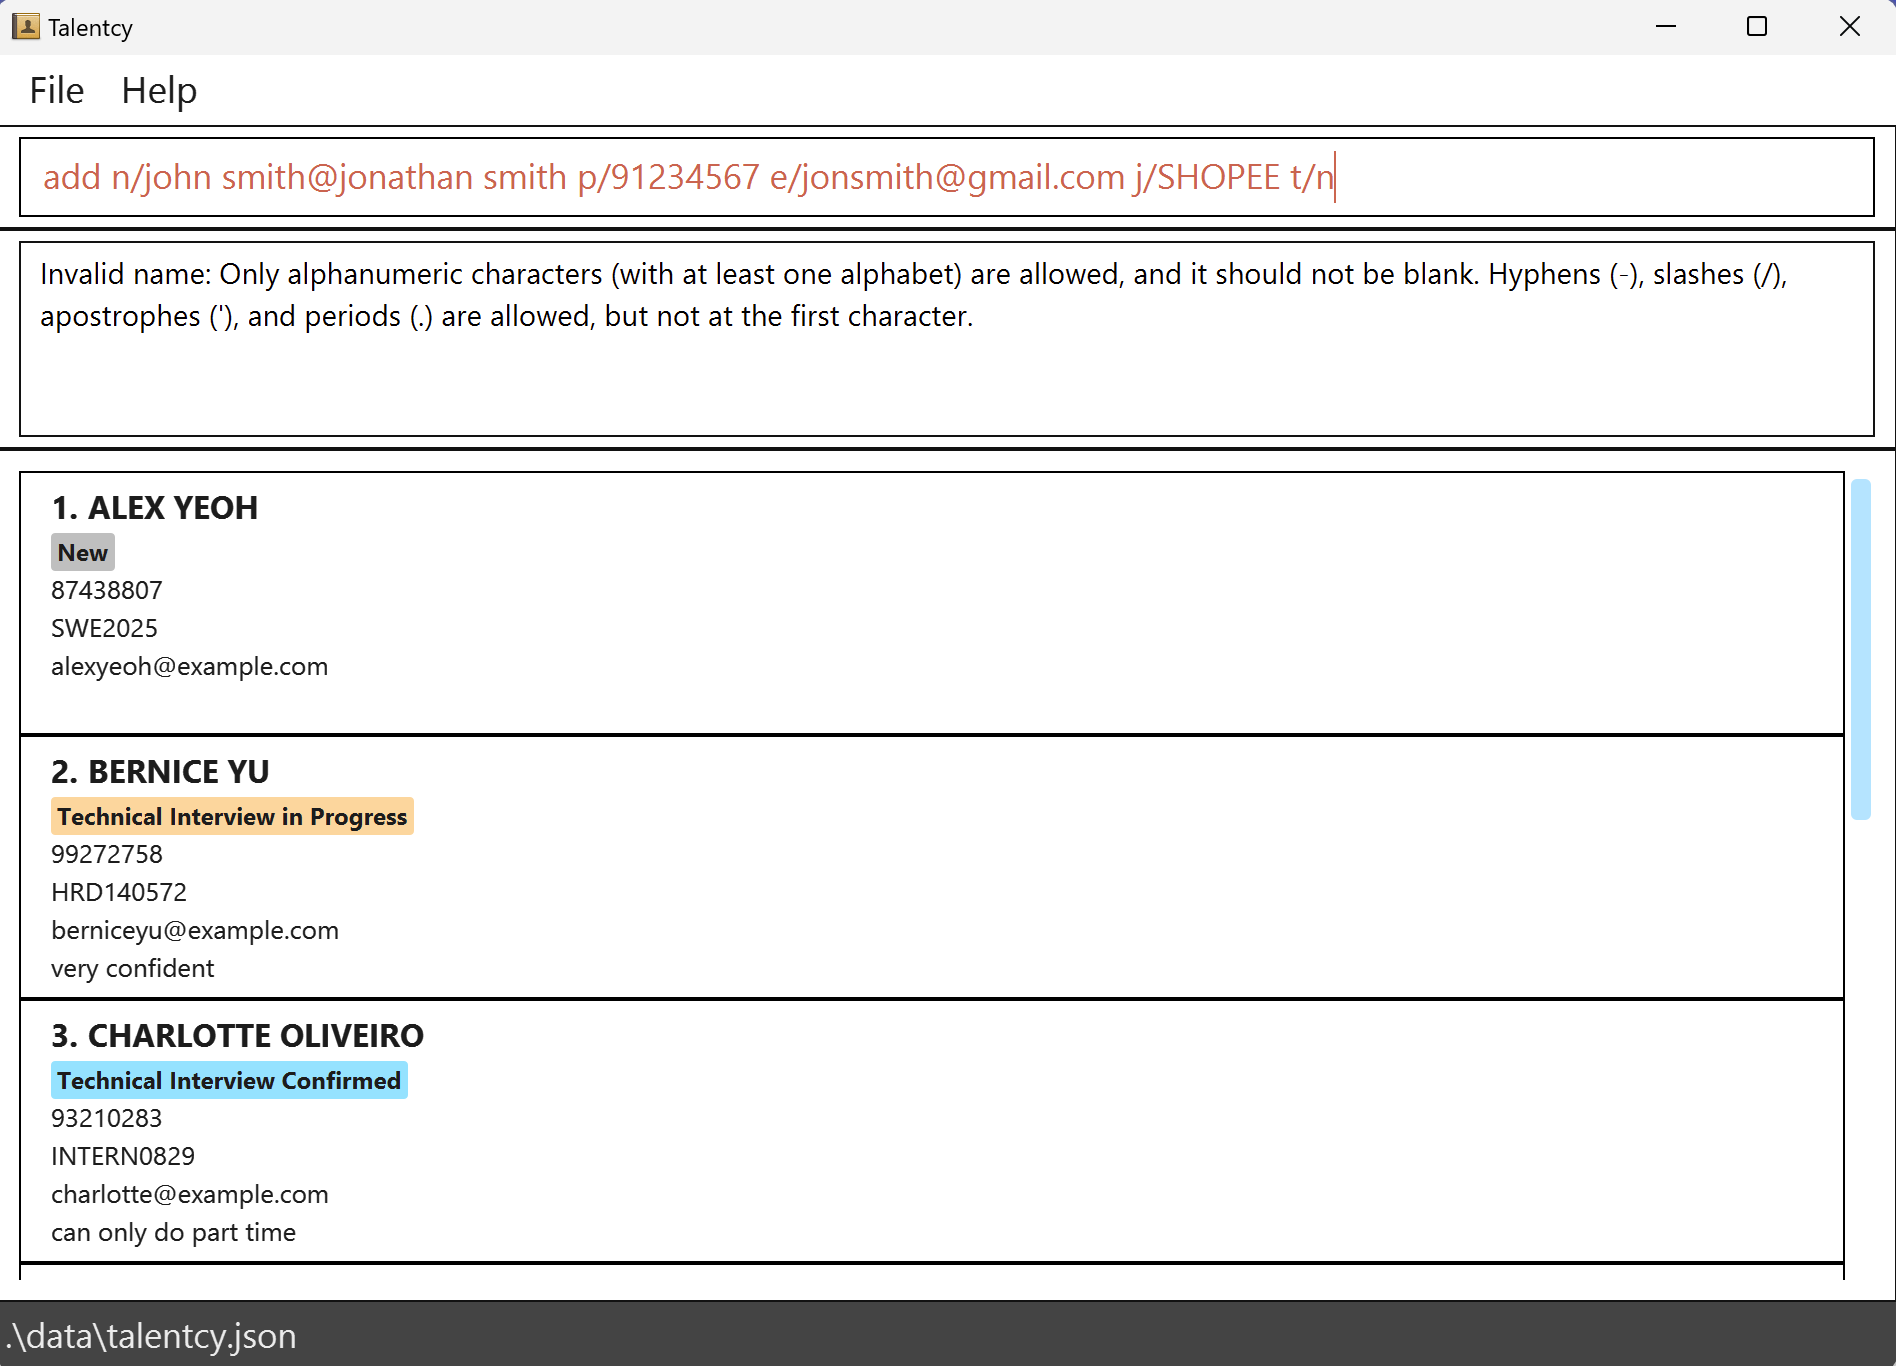 Talentcy
File Help
add n/john smith@jonathan smith p/91234567 e/jonsmith@gmail.com j/SHOPEE t/n
Invalid name: Only alphanumeric characters (with at least one alphabet) are allowed, and it should not be blank. Hyphens (-), slashes (/),
apostrophes ('), and periods (.) are allowed, but not at the first character.
1. ALEX YEOH
New
87438807
SWE2025
alexyeoh@example.com
2. BERNICE YU
Technical Interview in Progress
99272758
HRD140572
berniceyu@example.com
very confident
3. CHARLOTTE OLIVEIRO
Technical Interview Confirmed
93210283
INTERN0829
charlotte@example.com
can only do part time
.\data\talentcy.json